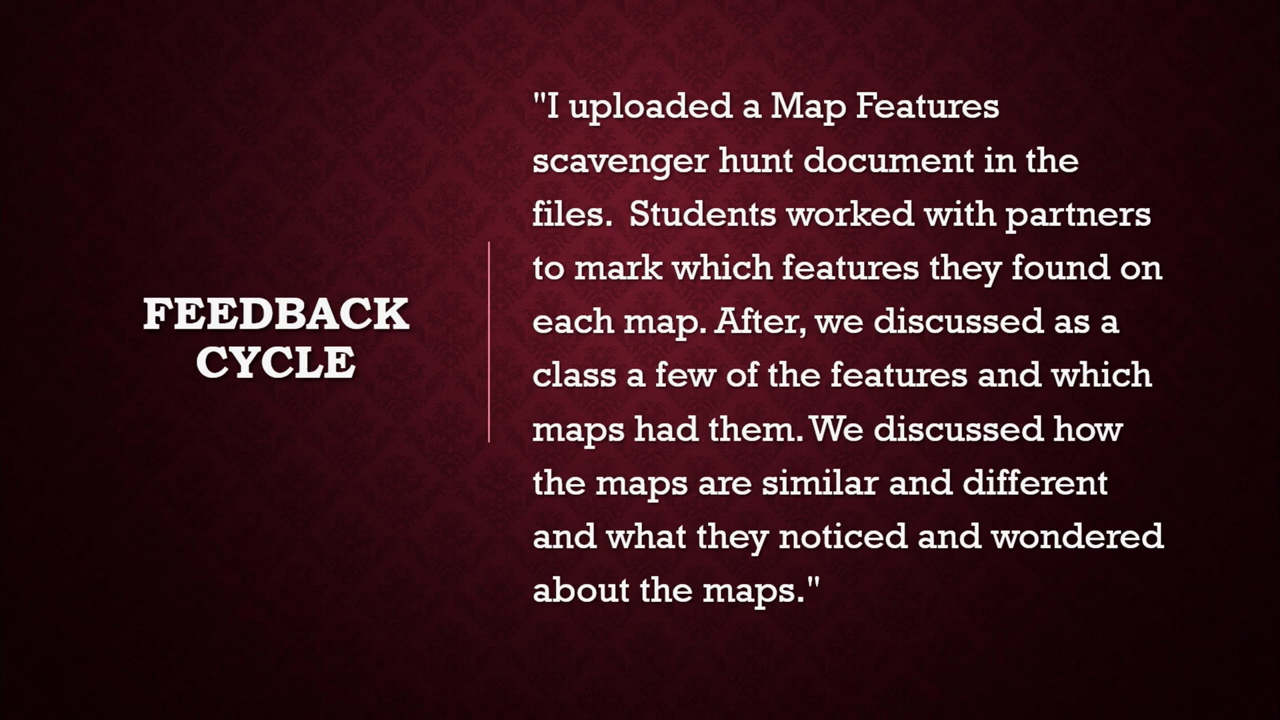 FEEDBACK
CYCLE
"I uploaded a Map Features
scavenger hunt document in the
files.  Students worked with partners
to mark which features they found on
each map. After, we discussed as a
class a few of the features and which
maps had them. We discussed how
the maps are similar and different
and what they noticed and wondered
about the maps."